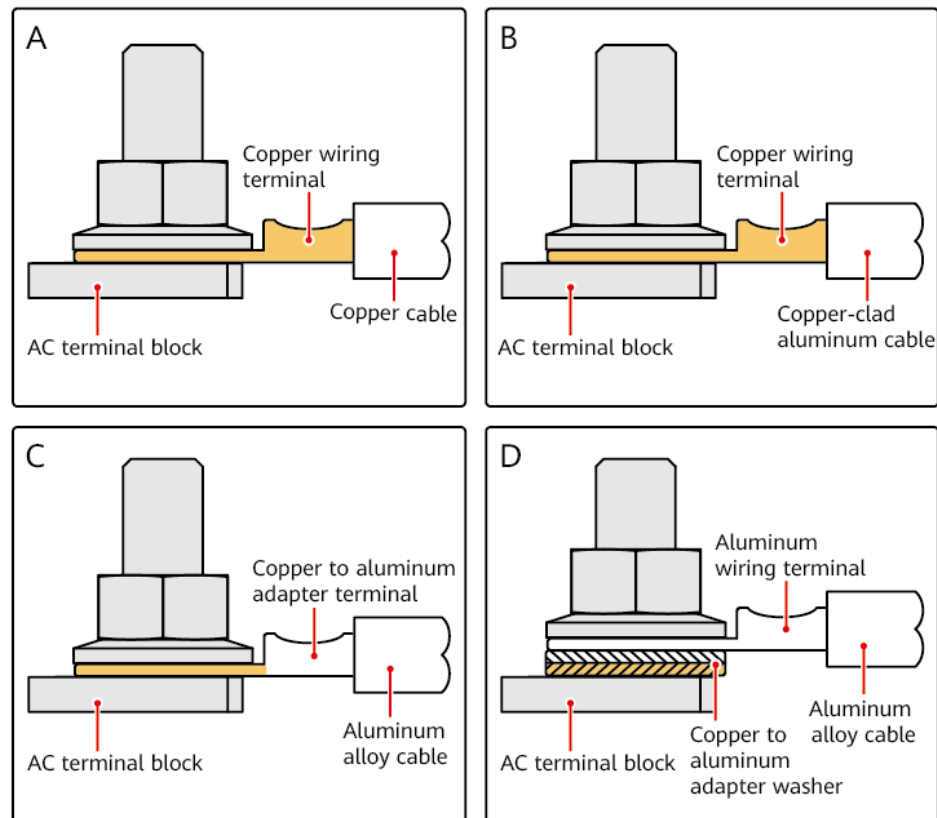 A
Copper wiring
terminal
Copper cable
AC terminal block
B
Copper wiring
terminal
Copper-clad
aluminum cable
AC terminal block
C
Copper to aluminum
adapter terminal
Aluminum
alloy cable
AC terminal block
D
Aluminum
wiring terminal
Aluminum
alloy cable
Copper to
aluminum
adapter washer
AC terminal block